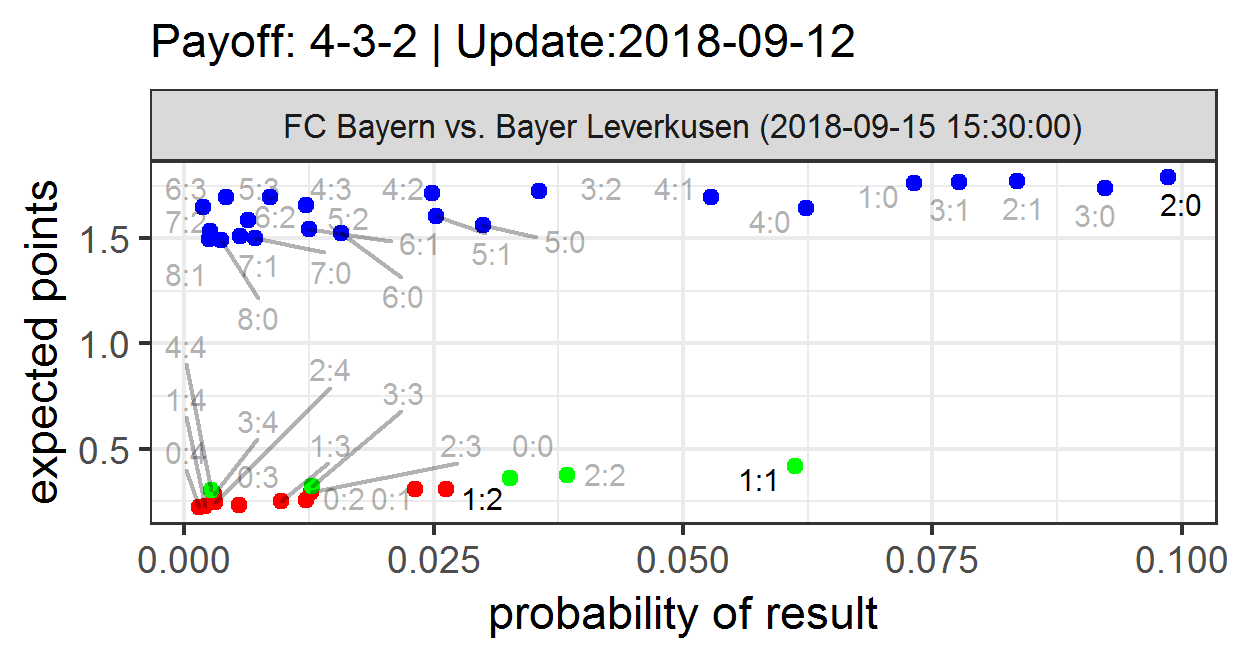 Payoff: 4-3-2 | Update:2018-09-12
FC Bayern vs. Bayer Leverkusen (2018-09-15 15:30:00)
6:3 5:3 4:3 4:2 3:2 4:1 1:0 3:1 2:1 3:0 2:0
7:2 6:2 5:2 6:1 5:1 5:0 4:0
8:1 7:1 7:0 6:0
8:0
4:4 2:4
1:4 3:4 3:3
0:4 0:3 1:3 2:3 0:0
0:2 0:1 1:2 2:2 1:1
1.5
1.0
0.5
expected points
0.000 0.025 0.050 0.075 0.100
probability of result